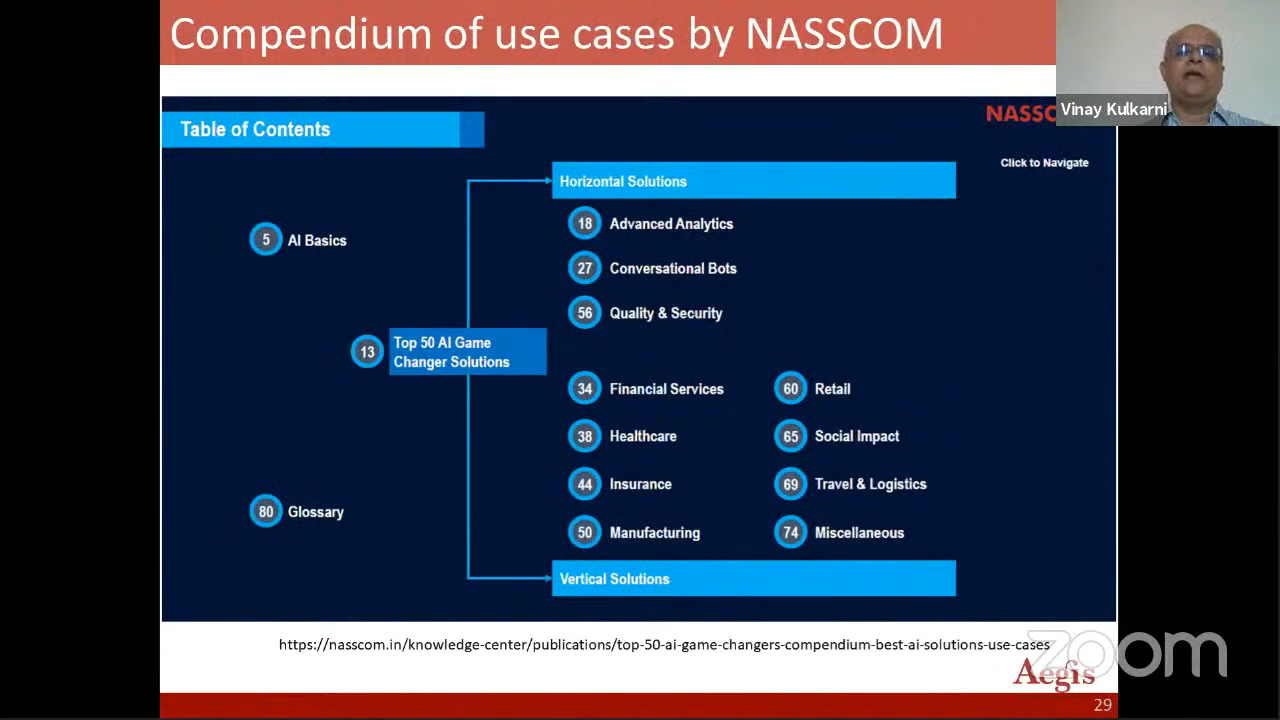 Compendium of use cases by NASSCOM
Vinay Kulkarni
Table of Contents
NASSC
Click to Navigate
Horizontal Solutions
18 Advanced Analytics
27 Conversational Bots
56 Quality & Security
5 AI Basics
13 Top 50 AI Game
Changer Solutions
34 Financial Services
60 Retail
38 Healthcare
65 Social Impact
44 Insurance
69 Travel & Logistics
50 Manufacturing
74 Miscellaneous
80 Glossary
Vertical Solutions
https://nasscom.in/knowledge-center/publications/top-50-ai-game-changers-compendium-best-ai-solutions-use-cases
zoom
Aegis
29